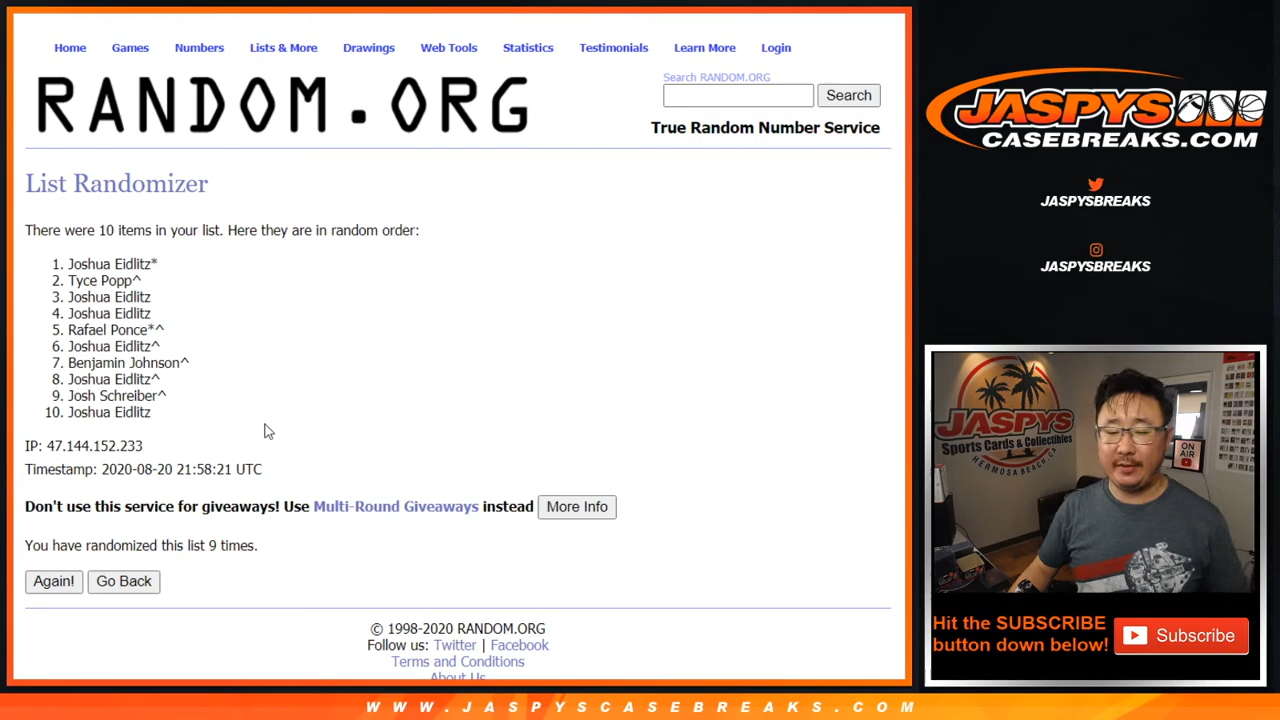 Home Games Numbers Lists & More Drawings Web Tools Statistics Testimonials Learn More Login
RANDOM.ORG
Search RANDOM.ORG
Search
True Random Number Service
List Randomizer
There were 10 items in your list. Here they are in random order:
1. Joshua Eidlitz*
2. Tyce Popp^
3. Joshua Eidlitz
4. Joshua Eidlitz
5. Rafael Ponce*^
6. Joshua Eidlitz^
7. Benjamin Johnson^
8. Joshua Eidlitz^
9. Josh Schreiber^
10. Joshua Eidlitz
IP: 47.144.152.233
Timestamp: 2020-08-20 21:58:21 UTC
Don't use this service for giveaways! Use Multi-Round Giveaways instead More Info
You have randomized this list 9 times.
Again! Go Back
© 1998-2020 RANDOM.ORG
Follow us: Twitter | Facebook
Terms and Conditions
About Us
JASPYS
CASEBREAKS.COM
JASPYSBREAKS
JASPYSBREAKS
JASPYS
Sports Cards & Collectibles
HERMOSA BEACH, CA
ON
AIR
Hit the SUBSCRIBE
button down below!
Subscribe
WWW.JASPYSCASEBREAKS.COM